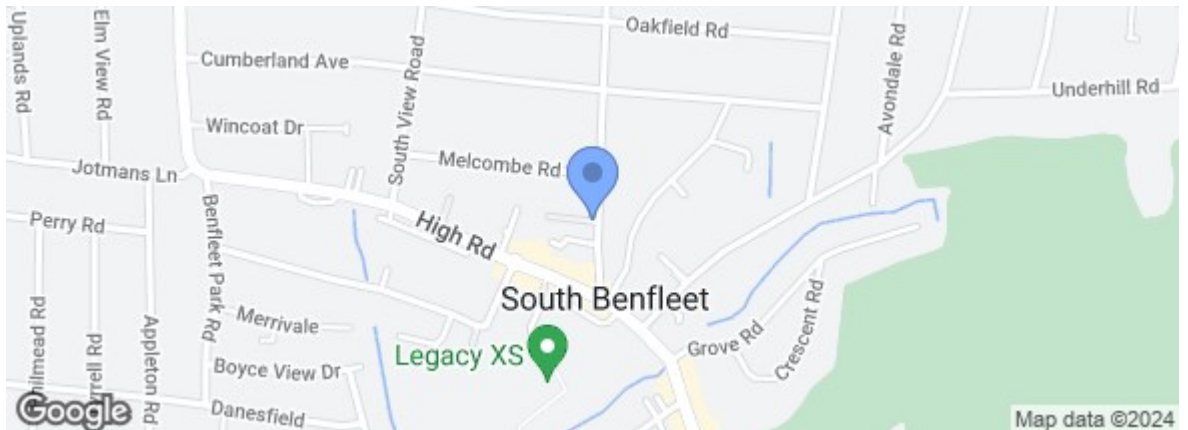 Uplands Rd
Elm View Rd
Oakfield Rd
Cumberland Ave
South View Road
Avondale Rd
Underhill Rd
Wincoat Dr
Melcombe Rd
Jotmans Ln
Perry Rd
Benfleet Park Rd
High Rd
South Benfleet
Merrivale
Appleton Rd
Legacy XS
Grove Rd
Crescent Rd
Boyce View Dr
Danesfield
Google
Map data ©2024